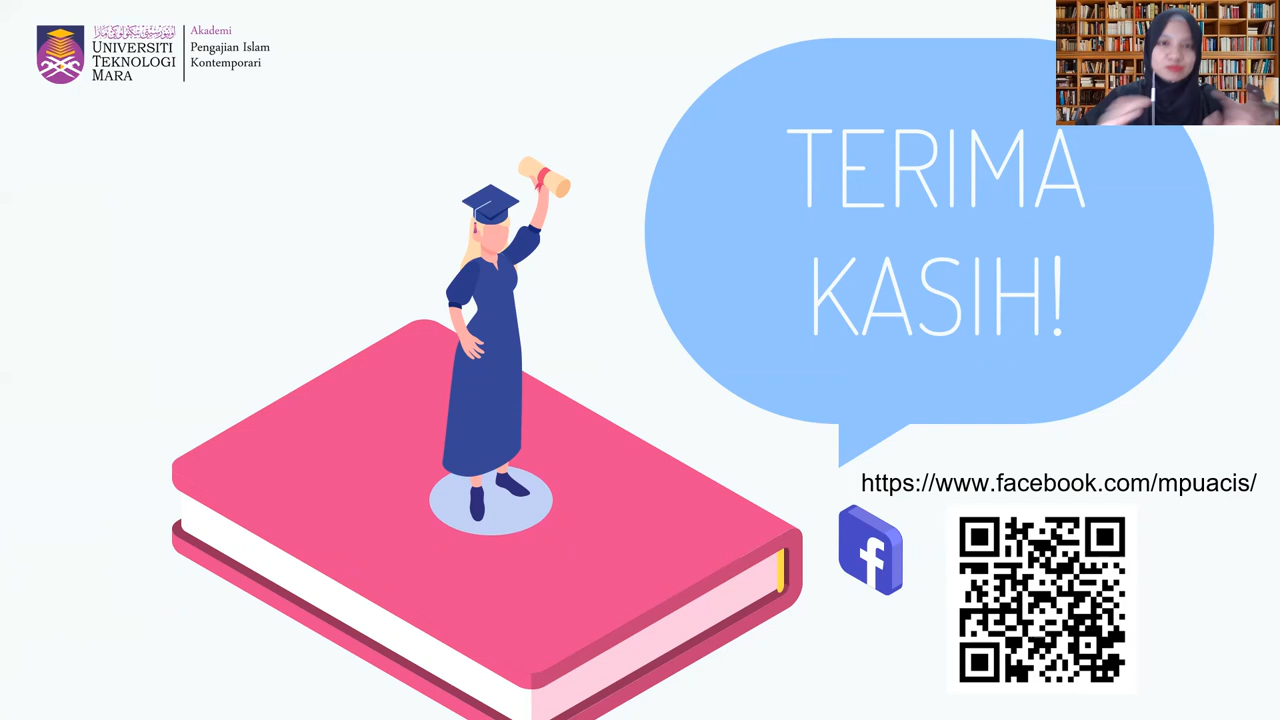 UNIVERSITI
TEKNOLOGI
MARA
Akademi
Pengajian Islam
Kontemporari
TERIMA
KASIH!
https://www.facebook.com/mpuacis/
f